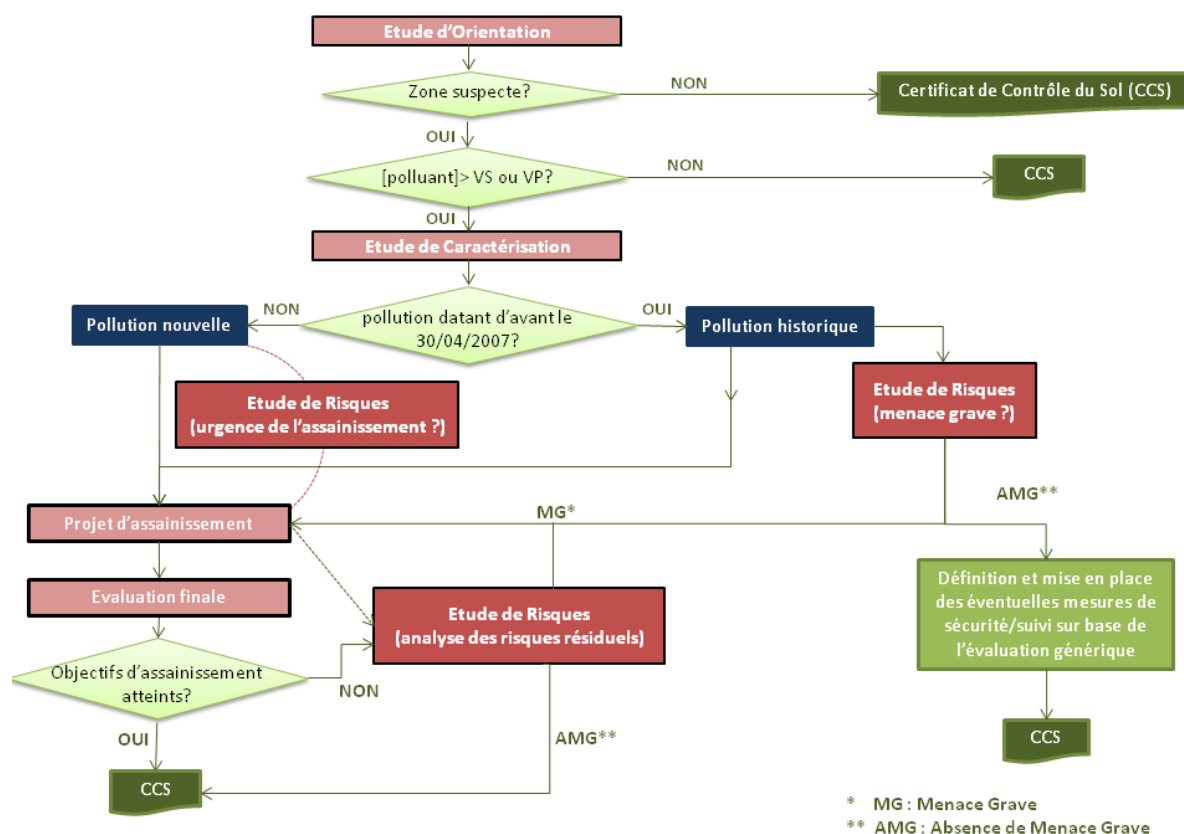 Etude d'Orientation
Zone suspecte?
NON
Certificat de Contrôle du Sol (CCS)
OUI
[polluant]> VS ou VP?
NON
CCS
OUI
Etude de Caractérisation
NON
pollution datant d'avant le
30/04/2007?
OUI
Pollution nouvelle
Pollution historique
Etude de Risques
(urgence de l'assainissement ?)
Etude de Risques
(menace grave ?)
AMG**
MG*
Projet d'assainissement
Evaluation finale
Etude de Risques
(analyse des risques résiduels)
Définition et mise en place
des éventuelles mesures de
sécurité/suivi sur base de
l'évaluation générique
Objectifs d'assainissement
atteints?
NON
OUI
AMG**
CCS
CCS
* MG : Menace Grave
** AMG : Absence de Menace Grave